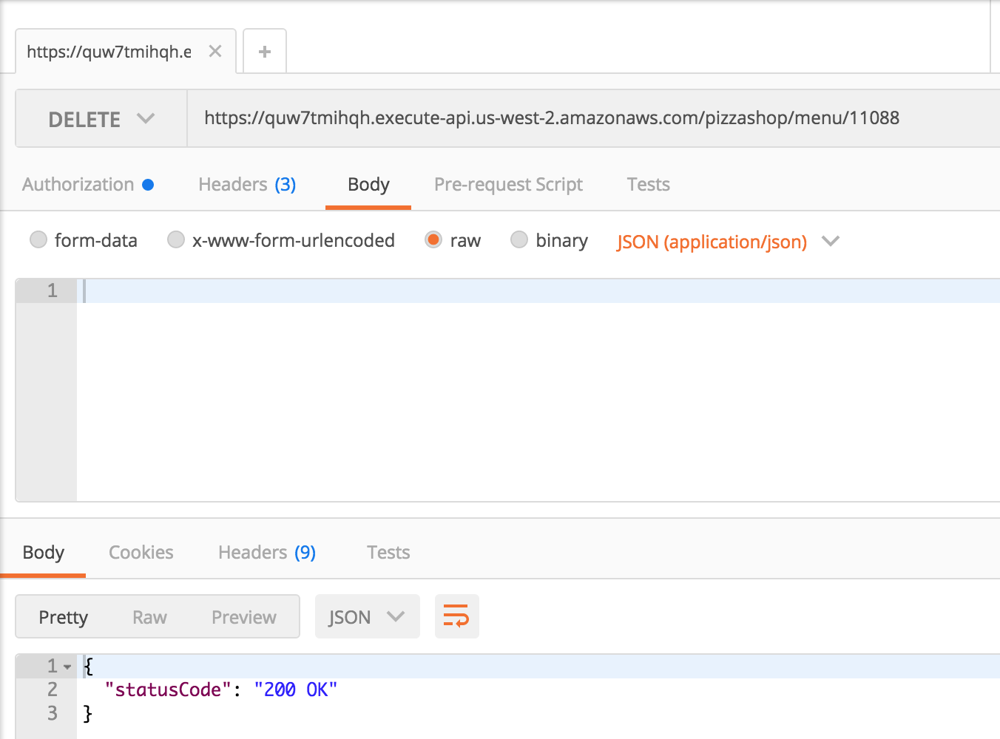 https://quw7tmihqh.e
DELETE https://quw7tmihqh.execute-api.us-west-2.amazonaws.com/pizzashop/menu/11088
Authorization Headers (3) Body Pre-request Script Tests
form-data x-www-form-urlencoded raw binary JSON (application/json)
1
Body Cookies Headers (9) Tests
Pretty Raw Preview JSON
1 {
2 "statusCode": "200 OK"
3 }